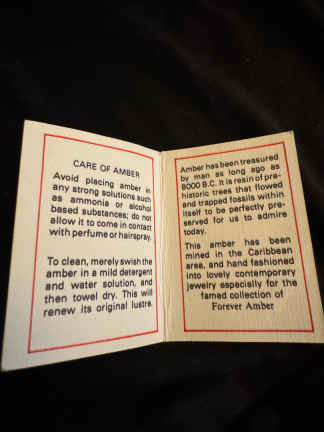 CARE OF AMBER
Avoid placing amber in
any strong solutions such
as ammonia or alcohol
based substances; do not
allow it to come in contact
with perfume or hairspray.
To clean, merely swish the
amber in a mild detergent
and water solution, and
then towel dry. This will
renew its original lustre.
Amber has been treasured
by man as long ago as
8000 B.C. It is resin of pre-
historic trees that flowed
and trapped fossils within
itself to be perfectly pre-
served for us to admire
today.
This amber has been
mined in the Caribbean
area, and hand fashioned
into lovely contemporary
jewelry especially for the
famed collection of
Forever Amber